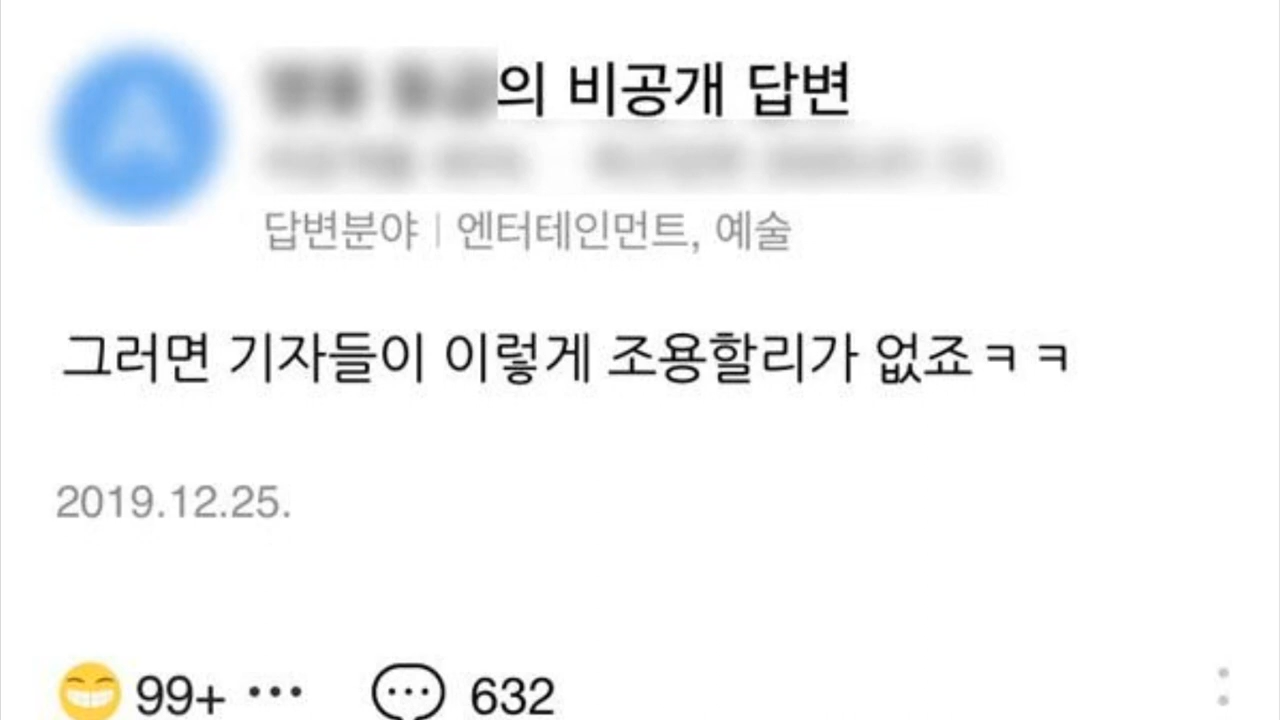 의 비공개 답변
답변분야 | 엔터테인먼트, 예술
그러면 기자들이 이렇게 조용할리가 없죠ㅋㅋ
2019.12.25.
99+ ••• 632